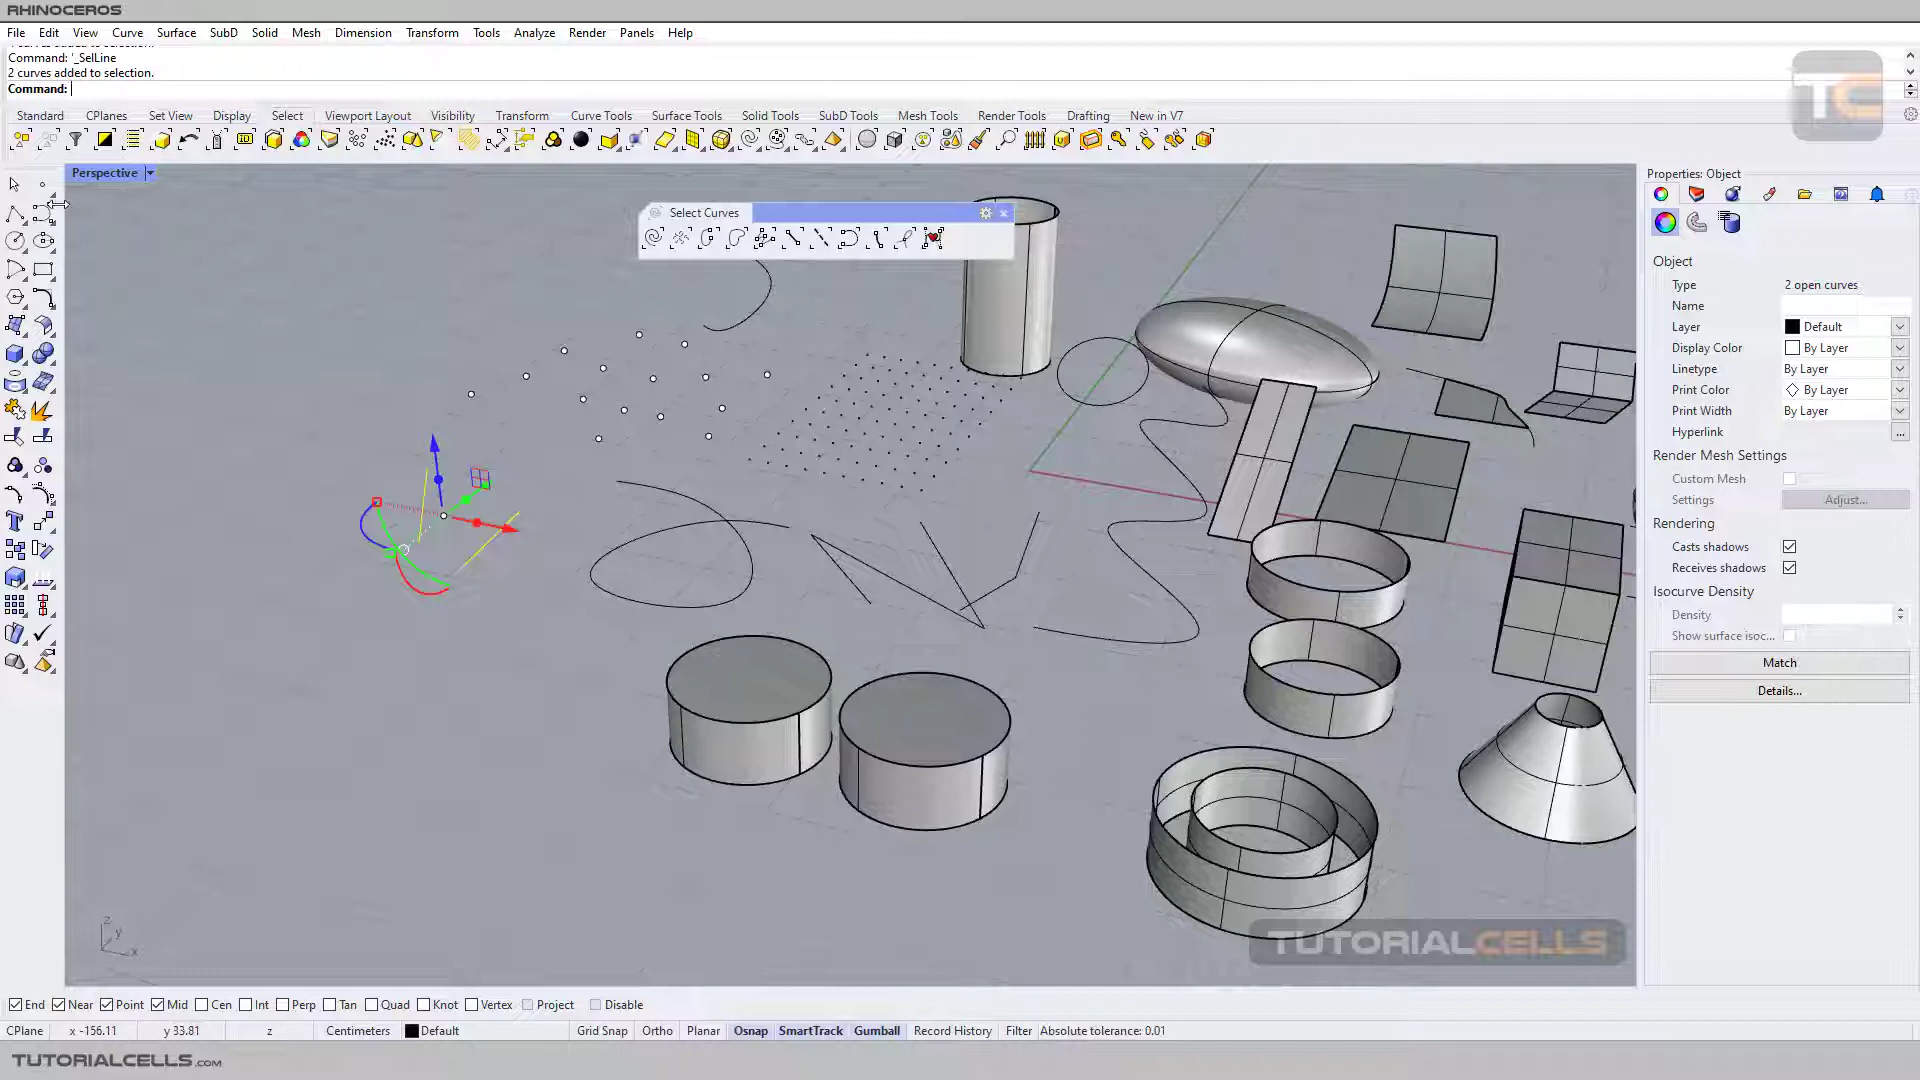 RHINOCEROS
File Edit View Curve Surface SubD Solid Mesh Dimension Transform Tools Analyze Render Panels Help
Command: '_SelLine
2 curves added to selection.
Command:
TC
Standard CPlanes Set View Display Select Viewport Layout Visibility Transform Curve Tools Surface Tools Solid Tools SubD Tools Mesh Tools Render Tools Drafting New in V7
Perspective
Select Curves
Properties: Object
Object
Type 2 open curves
Name
Layer Default
Display Color By Layer
Linetype By Layer
Print Color By Layer
Print Width By Layer
Hyperlink ...
Render Mesh Settings
Custom Mesh
Settings Adjust...
Rendering
Casts shadows
Receives shadows
Isocurve Density
Density
Show surface isoc...
Match
Details...
z
y
x
TUTORIALCELLS
End Near Point Mid Cen Int Perp Tan Quad Knot Vertex Project Disable
CPlane x -156.11 y 33.81 z Centimeters Default Grid Snap Ortho Planar Osnap SmartTrack Gumball Record History Filter Absolute tolerance: 0.01
TUTORIALCELLS.COM